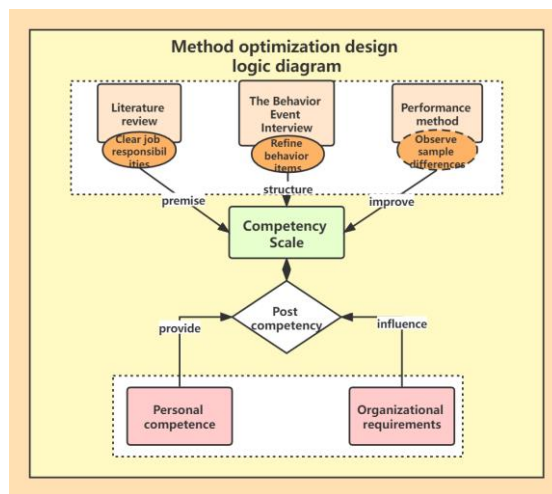 Method optimization design
logic diagram
Literature
review
The Behavior
Event
Interview
Performance
method
Clear job
responsibil
ities
Refine
behavior
items
Observe
sample
differences
premise
structure
improve
Competency
Scale
Post
competency
provide
influence
Personal
competence
Organizational
requirements